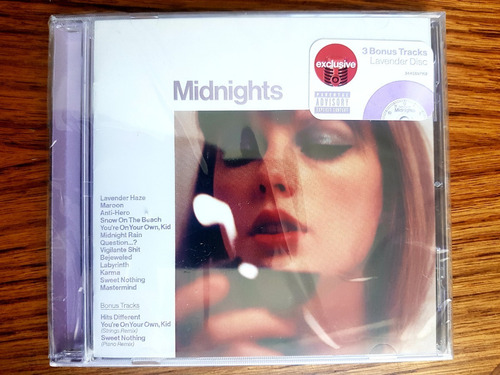 exclusive
3 Bonus Tracks
Lavender Disc
PARENTAL
ADVISORY
EXPLICIT CONTENT
Midnights
Midnights
Lavender Haze
Maroon
Anti-Hero
Snow On The Beach
You're On Your Own, Kid
Midnight Rain
Question...?
Vigilante Shit
Bejeweled
Labyrinth
Karma
Sweet Nothing
Mastermind
Bonus Tracks
Hits Different
You're On Your Own, Kid
(Strings Remix)
Sweet Nothing
(Piano Remix)